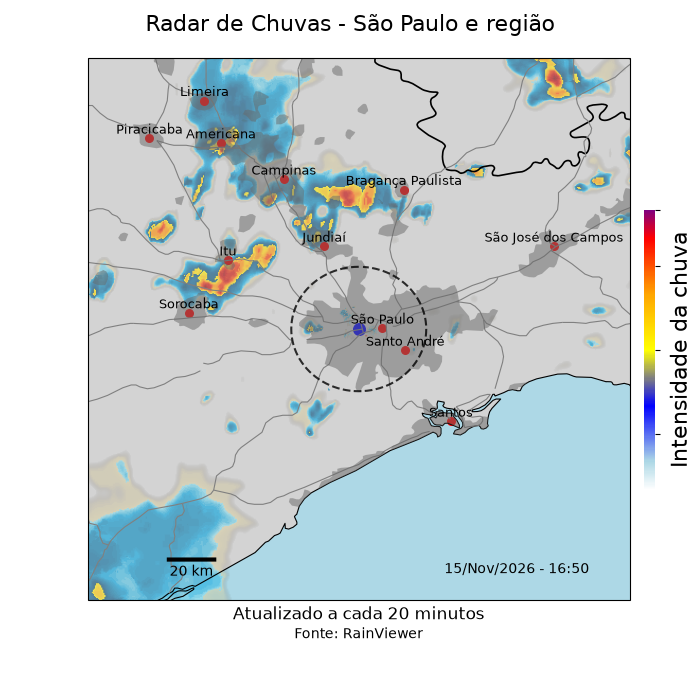 Radar de Chuvas - São Paulo e região
Limeira
Piracicaba
Americana
Campinas
Bragança Paulista
Jundiaí
São José dos Campos
Itu
Sorocaba
São Paulo
Santo André
Santos
Intensidade da chuva
20 km
15/Nov/2026 - 16:50
Atualizado a cada 20 minutos
Fonte: RainViewer